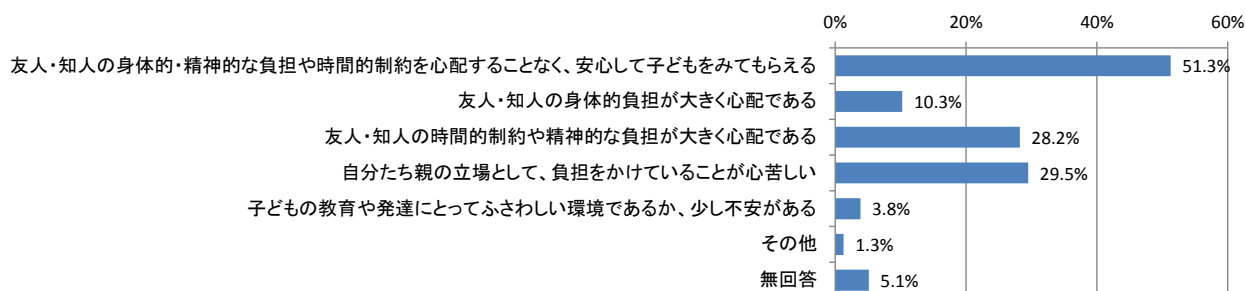 0% 20% 40% 60%
友人・知人の身体的・精神的な負担や時間的制約を心配することなく、安心して子どもをみてもらえる 51.3%
友人・知人の身体的負担が大きく心配である 10.3%
友人・知人の時間的制約や精神的な負担が大きく心配である 28.2%
自分たち親の立場として、負担をかけていることが心苦しい 29.5%
子どもの教育や発達にとってふさわしい環境であるか、少し不安がある 3.8%
その他 1.3%
無回答 5.1%